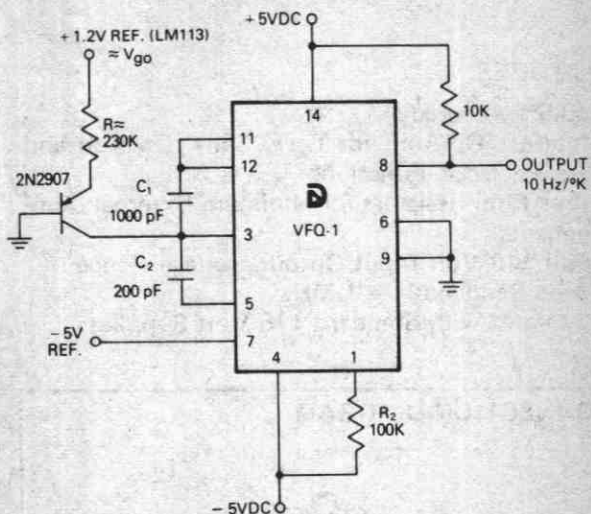 +5VDC
+1.2V REF. (LM113)
≈ Vgo
R≈
230K
10K
14
11
12
8
OUTPUT
10 Hz/°K
2N2907
C1
1000 pF
VFQ-1
3
6
9
C2
200 pF
5
-5V
REF.
7
4
1
R2
100K
-5VDC